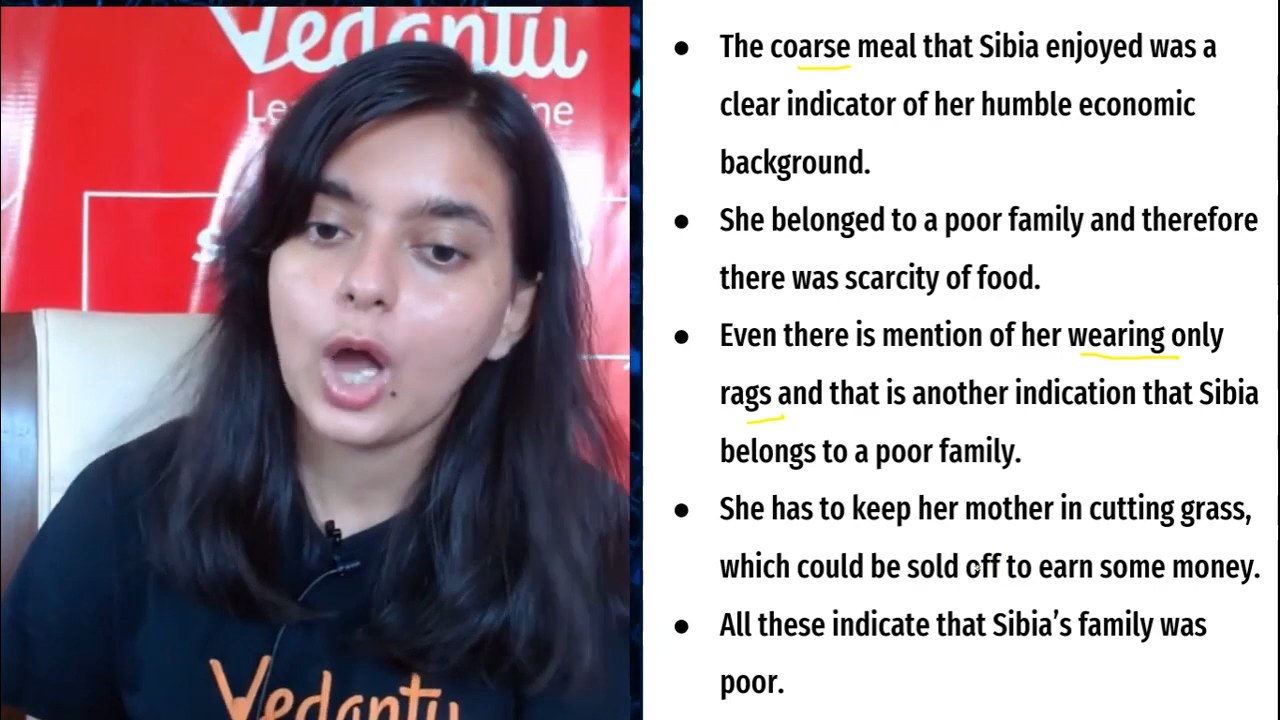 Vedantu
Le
ine
Vedantu
● The coarse meal that Sibia enjoyed was a
clear indicator of her humble economic
background.
● She belonged to a poor family and therefore
there was scarcity of food.
● Even there is mention of her wearing only
rags and that is another indication that Sibia
belongs to a poor family.
● She has to keep her mother in cutting grass,
which could be sold off to earn some money.
● All these indicate that Sibia’s family was
poor.